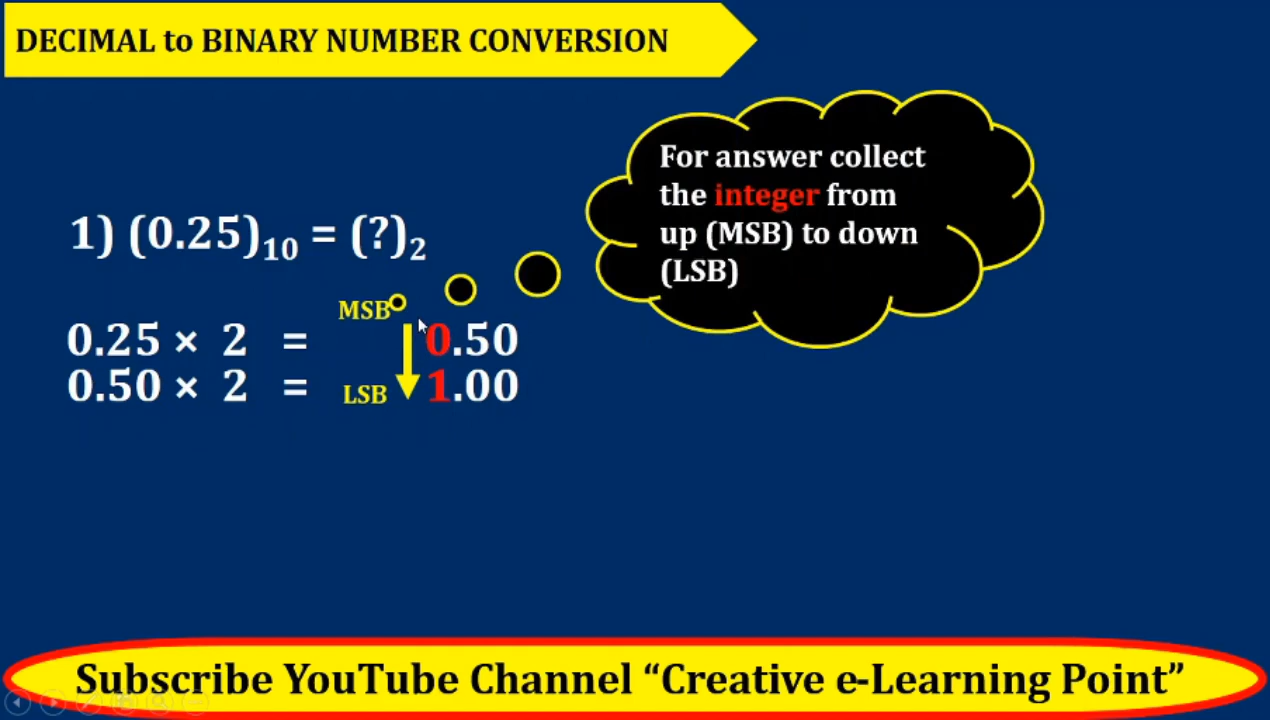 DECIMAL to BINARY NUMBER CONVERSION
For answer collect
the integer from
up (MSB) to down
(LSB)
1) (0.25)₁₀ = (?)₂
MSB
0.25 × 2 = 0.50
0.50 × 2 = LSB 1.00
Subscribe YouTube Channel “Creative e-Learning Point”